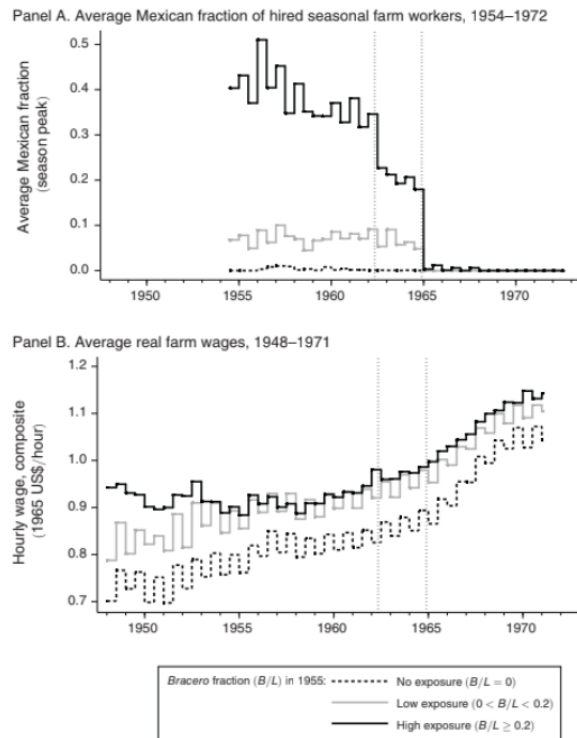 Panel A. Average Mexican fraction of hired seasonal farm workers, 1954–1972
Average Mexican fraction
(season peak)
0.5
0.4
0.3
0.2
0.1
0.0
1950 1955 1960 1965 1970
Panel B. Average real farm wages, 1948–1971
Hourly wage, composite
(1965 US$/hour)
1.2
1.1
1.0
0.9
0.8
0.7
1950 1955 1960 1965 1970
Bracero fraction (B/L) in 1955: No exposure (B/L = 0)
Low exposure (0 < B/L < 0.2)
High exposure (B/L ≥ 0.2)